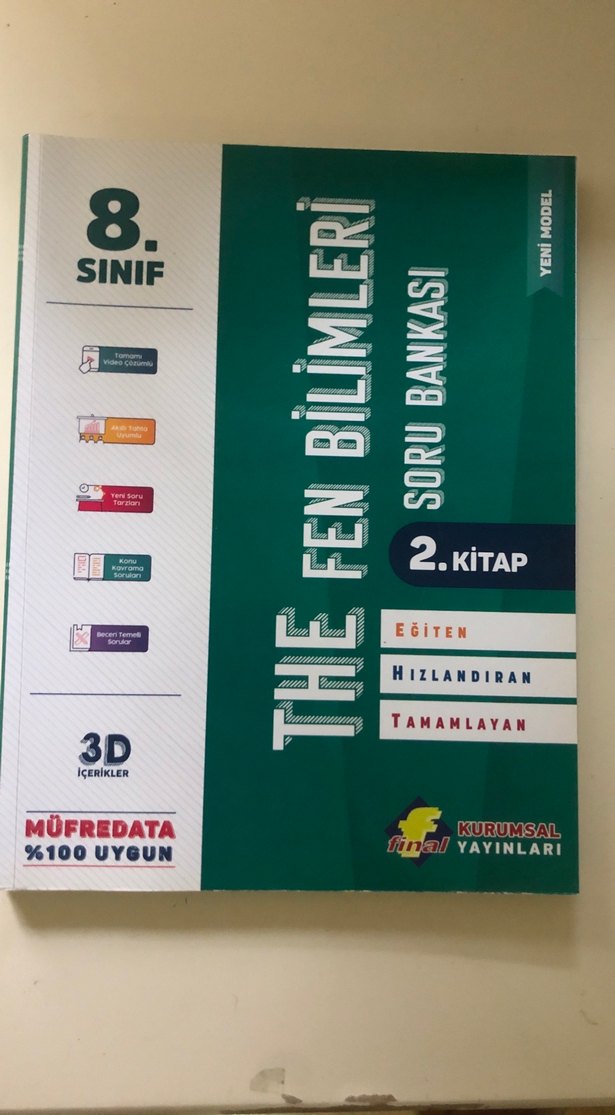 8.
SINIF
Tamamı
Video Çözümlü
Akıllı Tahta
Uyumlu
Yeni Soru
Tarzları
Konu
Kavrama
Soruları
Beceri Temelli
Sorular
3D
İÇERİKLER
MÜFREDATA
%100 UYGUN
THE FEN BİLİMLERİ
SORU BANKASI
YENİ MODEL
2. KİTAP
EĞİTEN
HIZLANDIRAN
TAMAMLAYAN
f
final
KURUMSAL
YAYINLARI